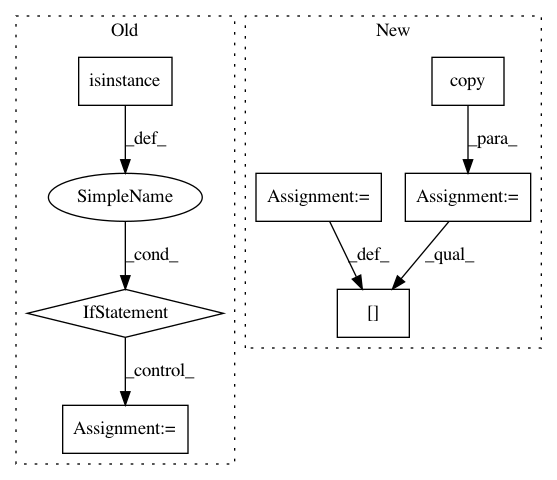 Old
New
isinstance
copy
_def_
_para_
SimpleName
Assignment:=
Assignment:=
_cond_
_def_
_qual_
IfStatement
[]
_control_
Assignment:=